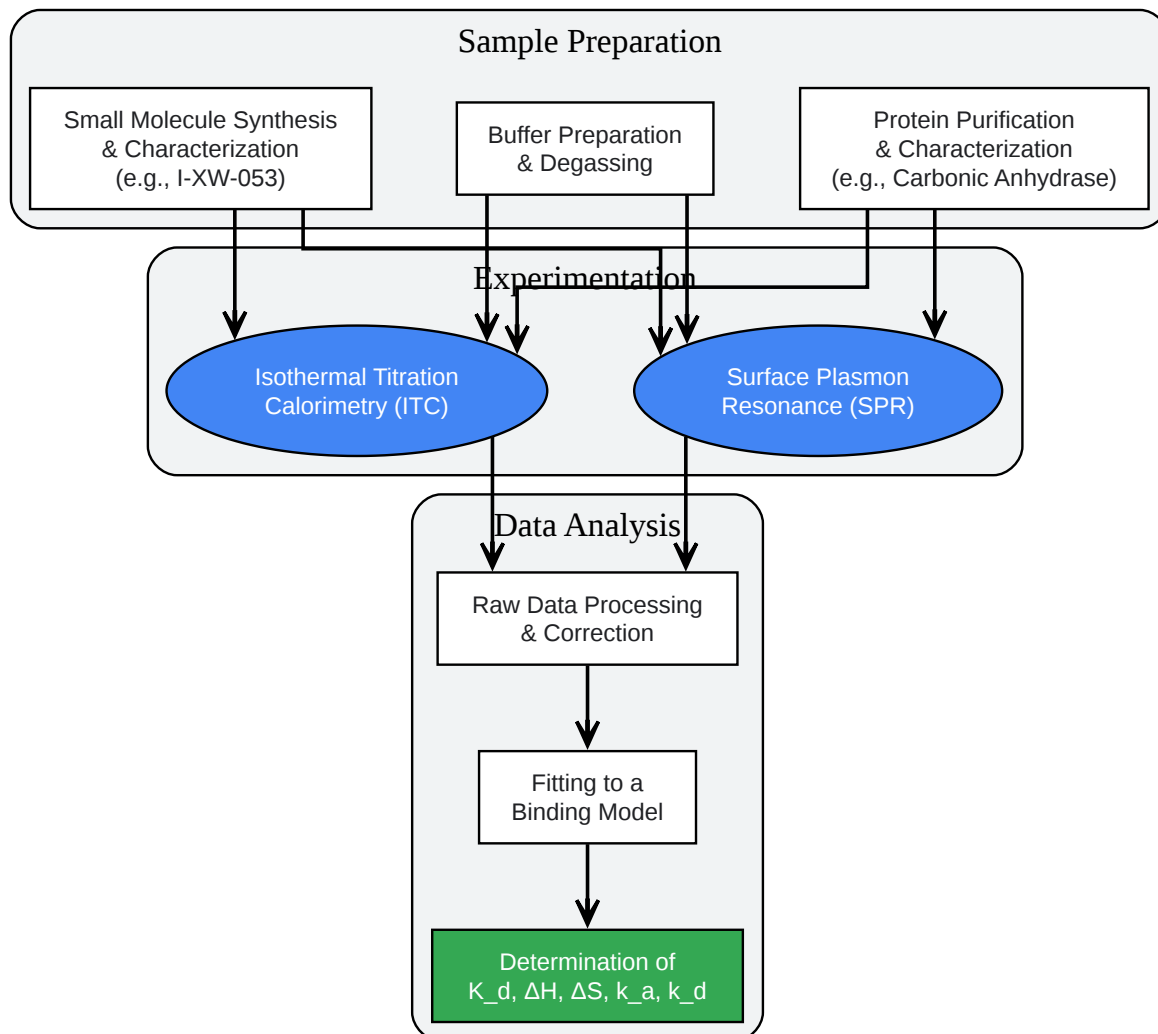 Sample Preparation
Small Molecule Synthesis
& Characterization
(e.g., I-XW-053)
Buffer Preparation
& Degassing
Protein Purification
& Characterization
(e.g., Carbonic Anhydrase)
Experimentation
Isothermal Titration
Calorimetry (ITC)
Surface Plasmon
Resonance (SPR)
Data Analysis
Raw Data Processing
& Correction
Fitting to a
Binding Model
Determination of
K_d, ΔH, ΔS, k_a, k_d